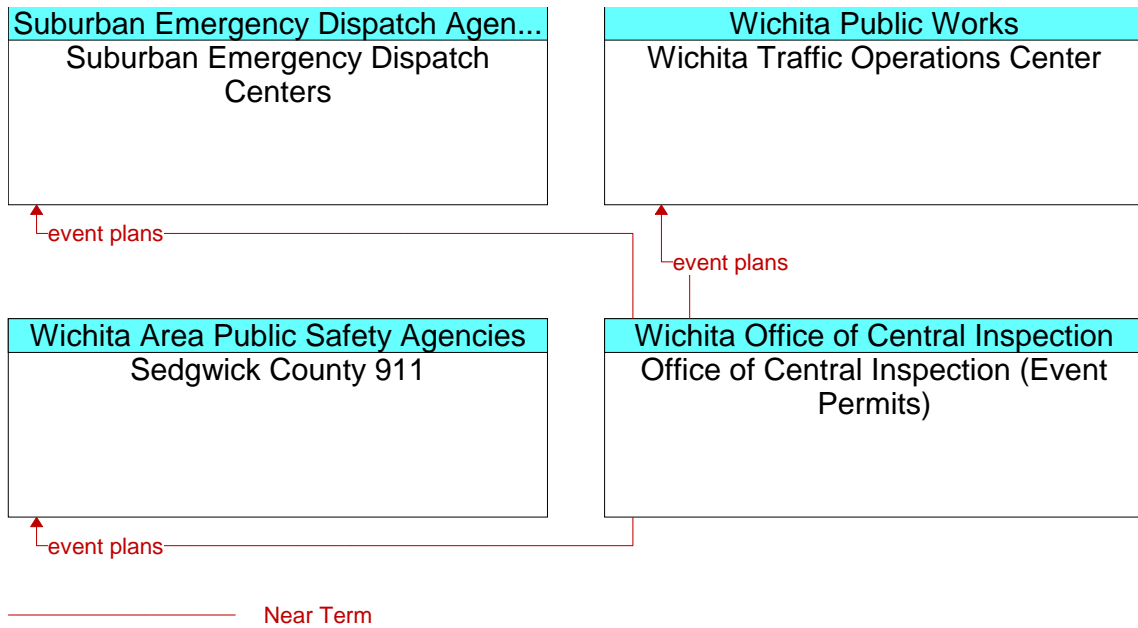 Suburban Emergency Dispatch Agen...
Suburban Emergency Dispatch
Centers
Wichita Public Works
Wichita Traffic Operations Center
event plans
event plans
Wichita Area Public Safety Agencies
Sedgwick County 911
Wichita Office of Central Inspection
Office of Central Inspection (Event
Permits)
event plans
Near Term